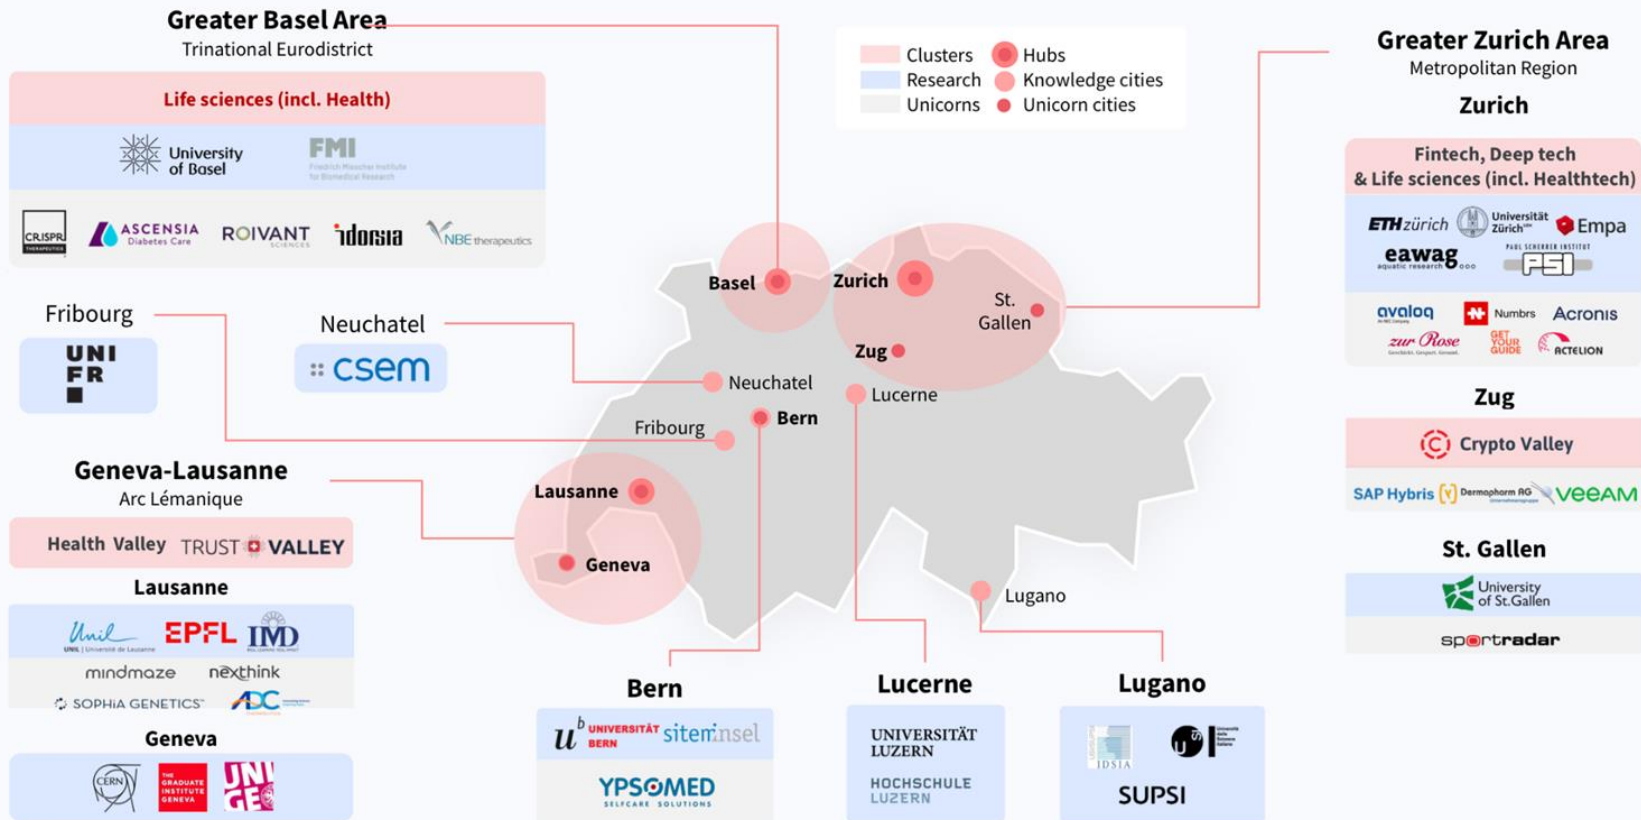 Greater Basel Area
Trinational Eurodistrict
Life sciences (incl. Health)
University
of Basel
FMI
Friedrich Miescher Institute
for Biomedical Research
CRISPR
THERAPEUTICS
ASCENSIA
Diabetes Care
ROIVANT
SCIENCES
idorsia
NBE therapeutics
Clusters
Research
Unicorns
Hubs
Knowledge cities
Unicorn cities
Greater Zurich Area
Metropolitan Region
Zurich
Fintech, Deep tech
& Life sciences (incl. Healthtech)
ETH zürich
Universität
Zürich
Empa
eawag
aquatic research
PAUL SCHERRER INSTITUT
PSI
avaloq
Numbrs
Acronis
zur Rose
GET
YOUR
GUIDE
ACTELION
Zug
Crypto Valley
SAP Hybris (Y)
Dermapharm AG
veeAM
St. Gallen
University
of St.Gallen
sportradar
Fribourg
UNI
FR
Neuchatel
csem
Basel
Zurich
St.
Gallen
Zug
Neuchatel
Lucerne
Bern
Fribourg
Lausanne
Geneva
Lugano
Geneva-Lausanne
Arc Lémanique
Health Valley
TRUST VALLEY
Lausanne
Unil
UNIL | Université de Lausanne
EPFL
IMD
mindmaze
nexthink
SOPHiA GENETICS
ADC
Geneva
CERN
THE
GRADUATE
INSTITUTE
GENEVA
UNI
GE
Bern
u
b
UNIVERSITÄT
BERN
siteminsel
YPSOMED
SELFCARE SOLUTIONS
Lucerne
UNIVERSITÄT
LUZERN
HOCHSCHULE
LUZERN
Lugano
IDSIA
USI
Università
della
Svizzera
italiana
SUPSI